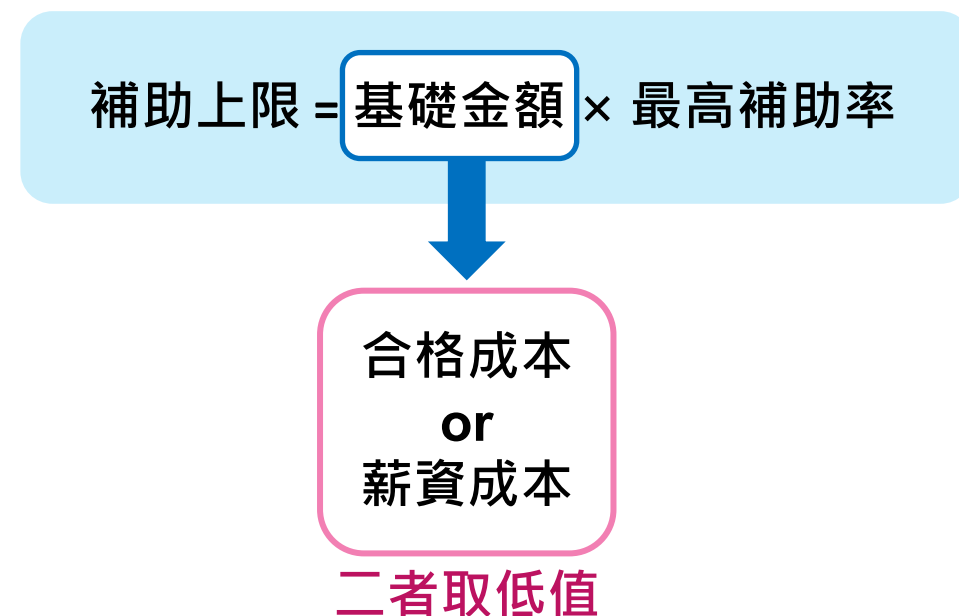 補助上限 = 基礎金額 × 最高補助率
合格成本
or
薪資成本
二者取低值